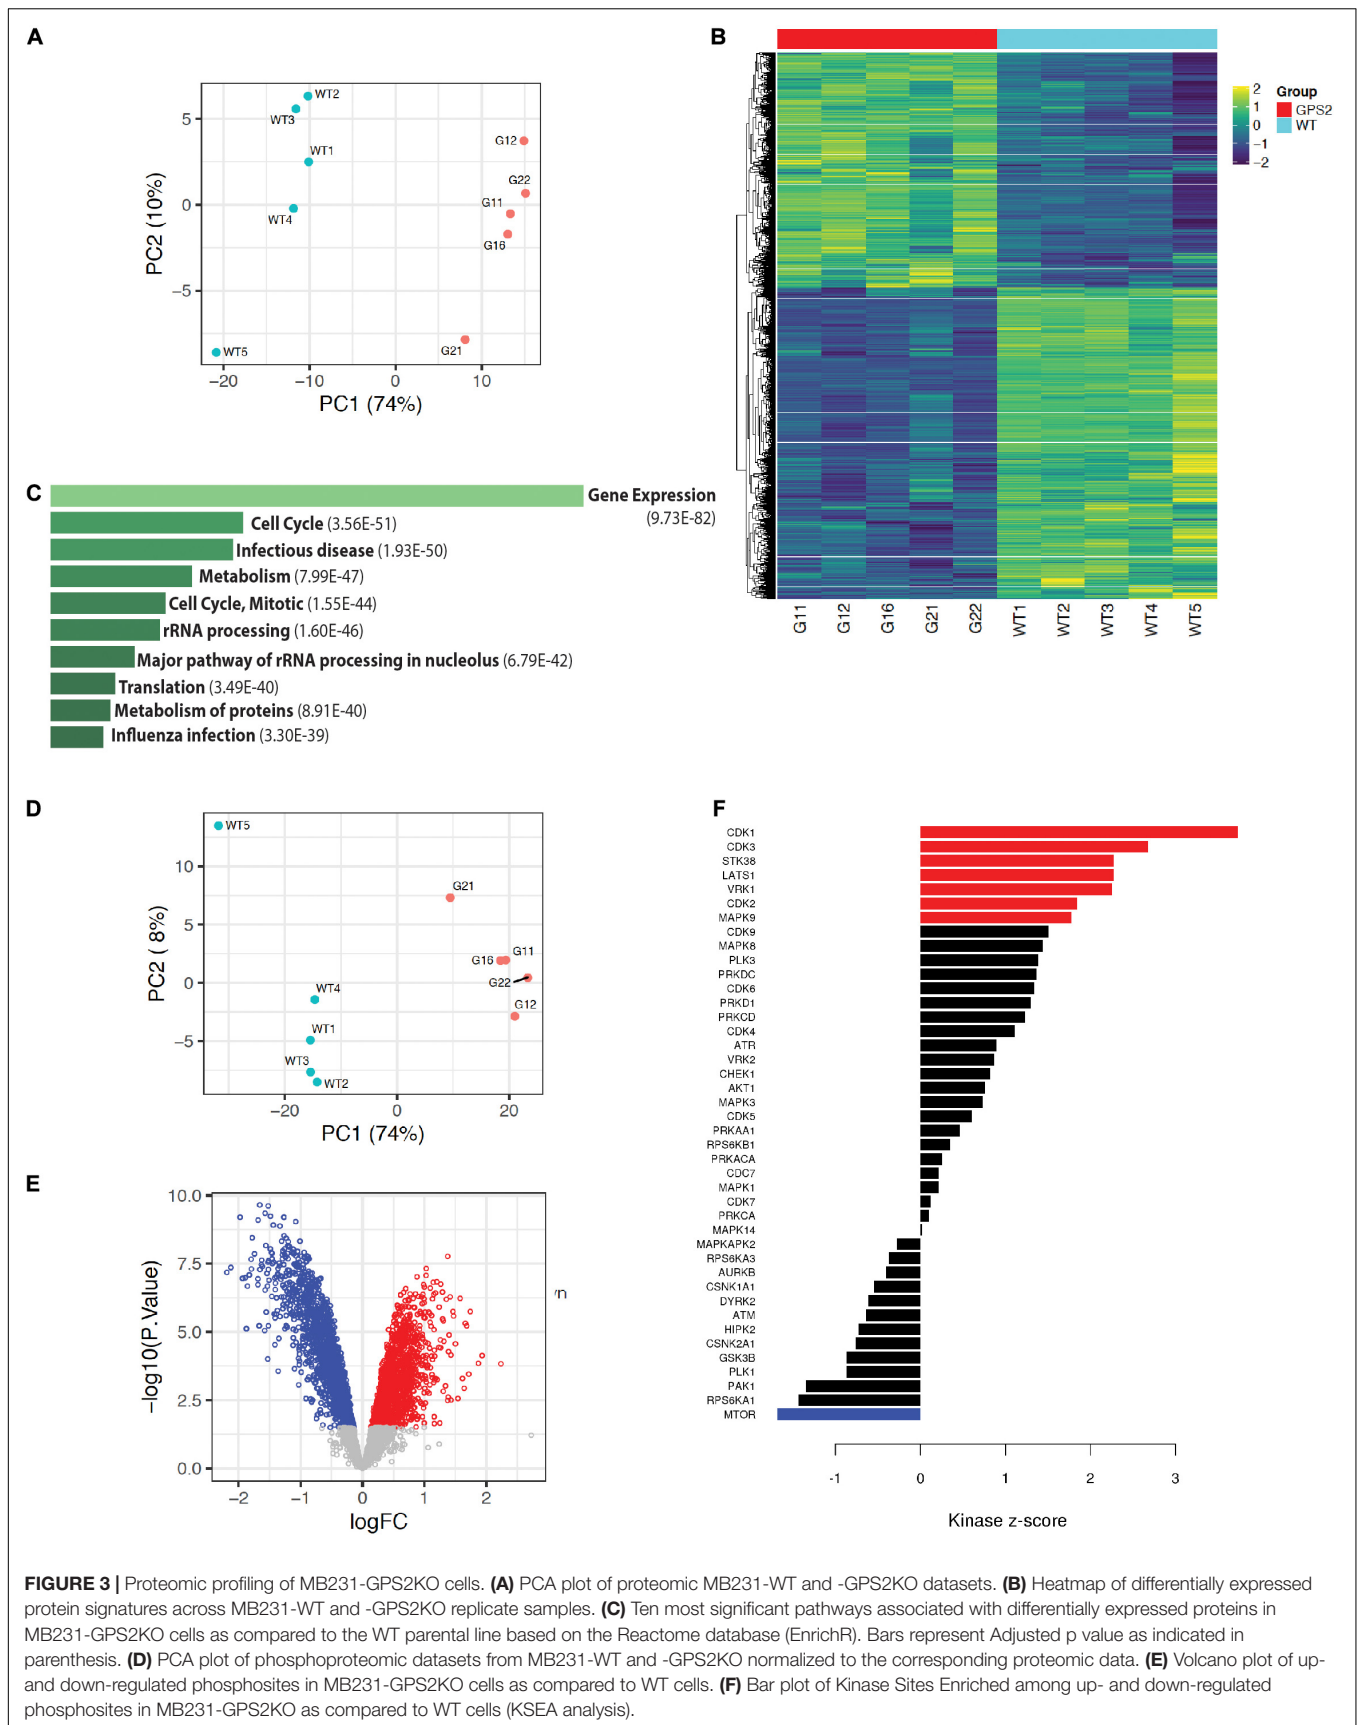 A
WT2
WT3
WT1
WT4
WT5
G12
G22
G11
G16
G21
5
0
−5
−20
−10
0
10
PC2 (10%)
PC1 (74%)
B
2
1
0
−1
−2
Group
GPS2
WT
G11
G12
G16
G21
G22
WT1
WT2
WT3
WT4
WT5
C
Gene Expression
(9.73E-82)
Cell Cycle (3.56E-51)
Infectious disease (1.93E-50)
Metabolism (7.99E-47)
Cell Cycle, Mitotic (1.55E-44)
rRNA processing (1.60E-46)
Major pathway of rRNA processing in nucleolus (6.79E-42)
Translation (3.49E-40)
Metabolism of proteins (8.91E-40)
Influenza infection (3.30E-39)
D
WT5
G21
G16
G11
G22
G12
WT4
WT1
WT3
WT2
10
5
0
−5
−20
0
20
PC2 ( 8%)
PC1 (74%)
E
10.0
7.5
5.0
2.5
0.0
−2
−1
0
1
2
−log10(P.Value)
logFC
F
CDK1
CDK3
STK38
LATS1
VRK1
CDK2
MAPK9
CDK9
MAPK8
PLK3
PRKDC
CDK6
PRKD1
PRKCD
CDK4
ATR
VRK2
CHEK1
AKT1
MAPK3
CDK5
PRKAA1
RPS6KB1
PRKACA
CDC7
MAPK1
CDK7
PRKCA
MAPK14
MAPKAPK2
RPS6KA3
AURKB
CSNK1A1
DYRK2
ATM
HIPK2
CSNK2A1
GSK3B
PLK1
PAK1
RPS6KA1
MTOR
-1
0
1
2
3
Kinase z-score
FIGURE 3 | Proteomic profiling of MB231-GPS2KO cells. (A) PCA plot of proteomic MB231-WT and -GPS2KO datasets. (B) Heatmap of differentially expressed
protein signatures across MB231-WT and -GPS2KO replicate samples. (C) Ten most significant pathways associated with differentially expressed proteins in
MB231-GPS2KO cells as compared to the WT parental line based on the Reactome database (EnrichR). Bars represent Adjusted p value as indicated in
parenthesis. (D) PCA plot of phosphoproteomic datasets from MB231-WT and -GPS2KO normalized to the corresponding proteomic data. (E) Volcano plot of up-
and down-regulated phosphosites in MB231-GPS2KO cells as compared to WT cells. (F) Bar plot of Kinase Sites Enriched among up- and down-regulated
phosphosites in MB231-GPS2KO as compared to WT cells (KSEA analysis).